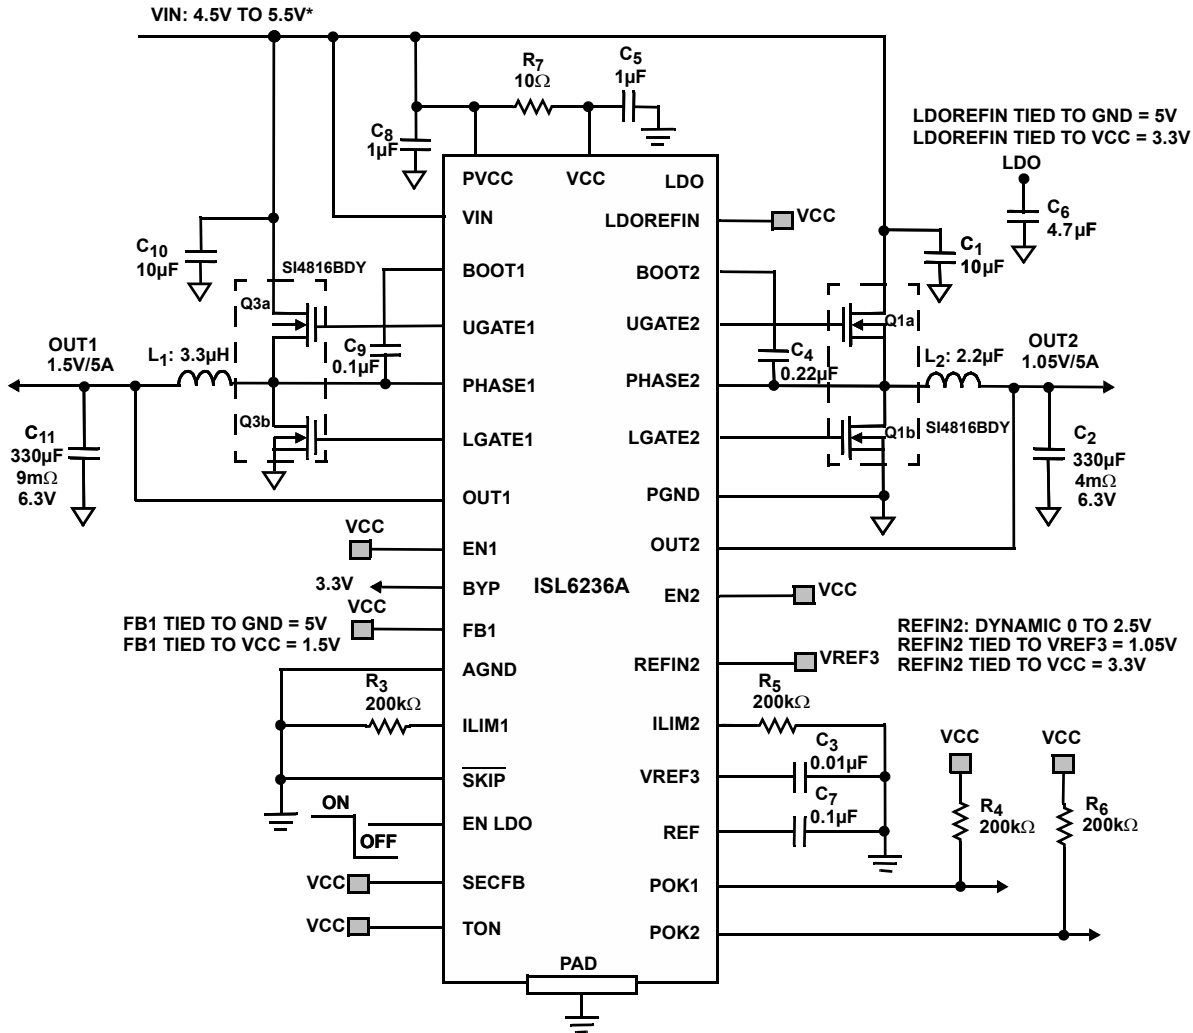 VIN: 4.5V TO 5.5V*
R7
10Ω
C5
1µF
C8
1µF
LDOREFIN TIED TO GND = 5V
LDOREFIN TIED TO VCC = 3.3V
LDO
C6
4.7µF
PVCC
VCC
LDO
VIN
LDOREFIN
VCC
C10
10µF
SI4816BDY
BOOT1
BOOT2
C1
10µF
Q3a
UGATE1
UGATE2
Q1a
OUT1
1.5V/5A
L1: 3.3µH
C9
0.1µF
PHASE1
PHASE2
C4
0.22µF
L2: 2.2µF
OUT2
1.05V/5A
Q3b
LGATE1
LGATE2
Q1b
SI4816BDY
C11
330µF
9mΩ
6.3V
C2
330µF
4mΩ
6.3V
OUT1
PGND
OUT2
VCC
EN1
3.3V
BYP
ISL6236A
EN2
VCC
VCC
FB1
FB1 TIED TO GND = 5V
FB1 TIED TO VCC = 1.5V
REFIN2: DYNAMIC 0 TO 2.5V
REFIN2 TIED TO VREF3 = 1.05V
REFIN2 TIED TO VCC = 3.3V
AGND
REFIN2
VREF3
R3
200kΩ
ILIM1
R5
200kΩ
ILIM2
SKIP
VREF3
C3
0.01µF
C7
0.1µF
REF
VCC
VCC
R4
200kΩ
R6
200kΩ
ON
OFF
EN LDO
VCC
SECFB
POK1
VCC
TON
POK2
PAD